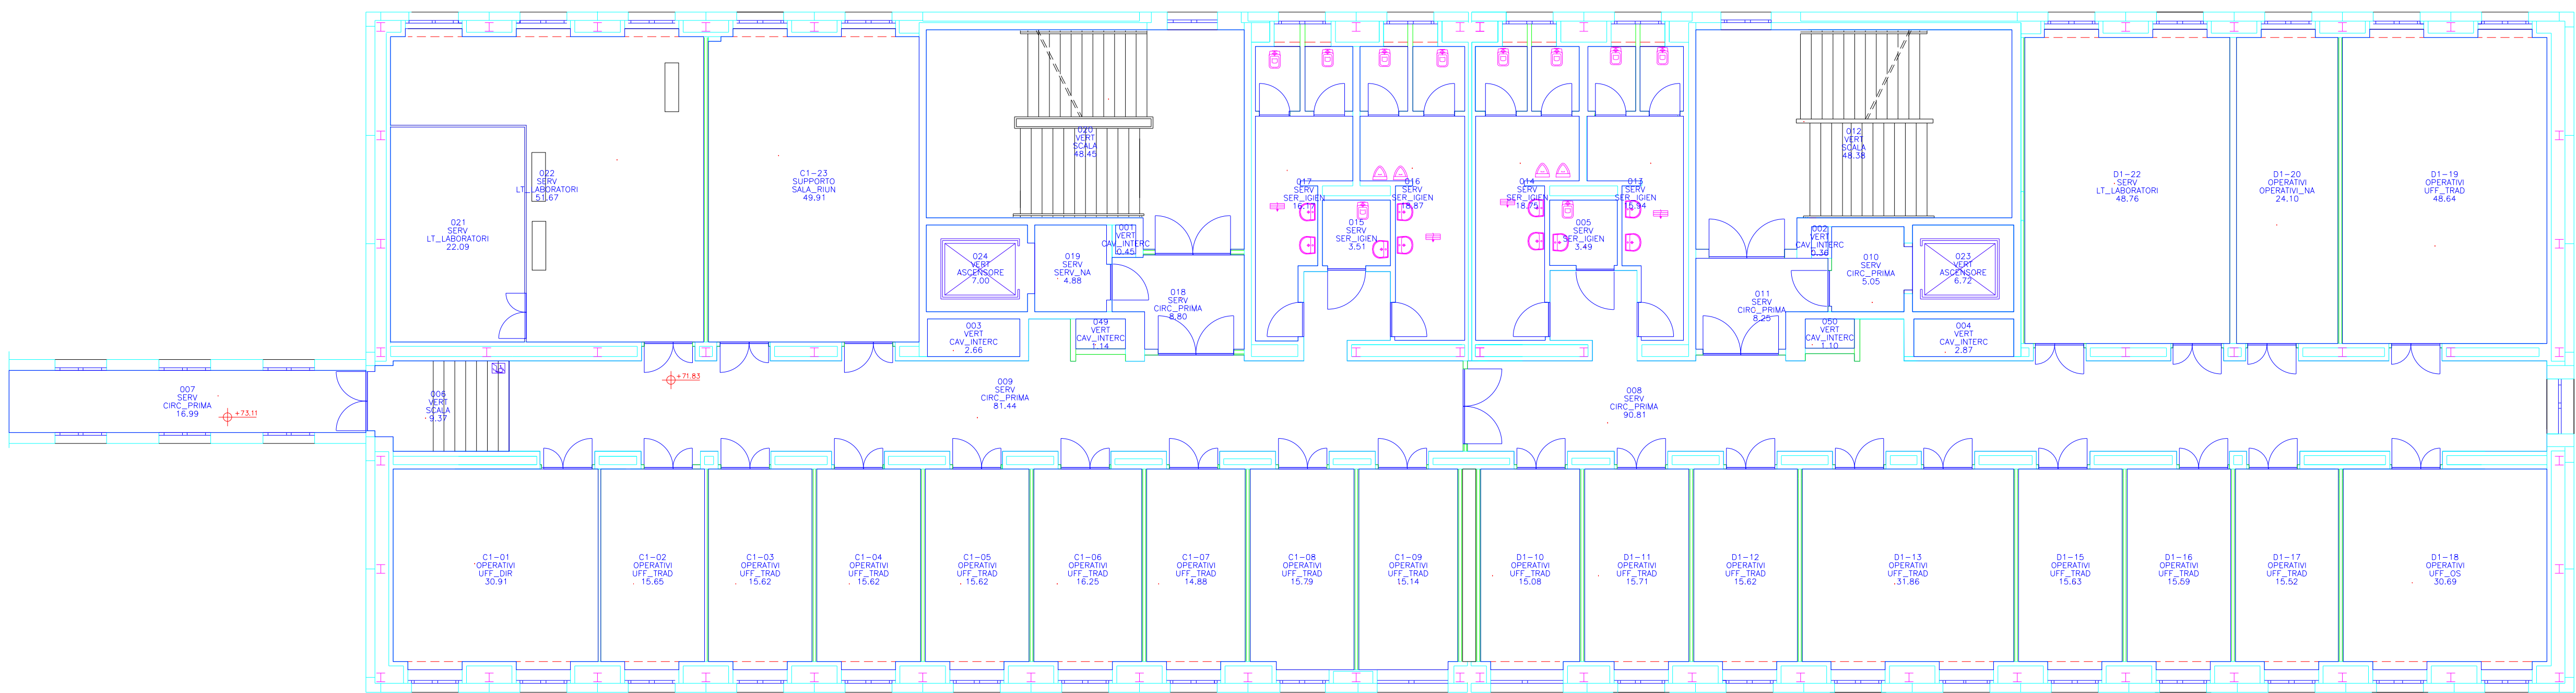 020
VERT
SCALA
48.45
012
VERT
SCALA
48.38
022
SERV
LT_LABORATORI
51.67
C1-23
SUPPORTO
SALA_RIUN
49.91
017
SERV
SER_IGIEN
16.17
016
SERV
SER_IGIEN
18.87
014
SERV
SER_IGIEN
18.75
013
SERV
SER_IGIEN
15.94
D1-22
SERV
LT_LABORATORI
48.76
D1-20
OPERATIVI
OPERATIVI_NA
24.10
D1-19
OPERATIVI
UFF_TRAD
48.64
021
SERV
LT_LABORATORI
22.09
015
SERV
SER_IGIEN
3.51
005
SERV
SER_IGIEN
3.49
001
VERT
CAV_INTERC
0.45
002
VERT
CAV_INTERC
0.36
024
VERT
ASCENSORE
7.00
019
SERV
SERV_NA
4.88
010
SERV
CIRC_PRIMA
5.05
023
VERT
ASCENSORE
6.72
018
SERV
CIRC_PRIMA
8.80
011
SERV
CIRC_PRIMA
8.25
003
VERT
CAV_INTERC
2.66
049
VERT
CAV_INTERC
1.14
050
VERT
CAV_INTERC
1.10
004
VERT
CAV_INTERC
2.87
007
SERV
CIRC_PRIMA
16.99
+73.11
006
VERT
SCALA
9.37
+71.83
009
SERV
CIRC_PRIMA
81.44
008
SERV
CIRC_PRIMA
90.81
C1-01
OPERATIVI
UFF_DIR
30.91
C1-02
OPERATIVI
UFF_TRAD
15.65
C1-03
OPERATIVI
UFF_TRAD
15.62
C1-04
OPERATIVI
UFF_TRAD
15.62
C1-05
OPERATIVI
UFF_TRAD
15.62
C1-06
OPERATIVI
UFF_TRAD
16.25
C1-07
OPERATIVI
UFF_TRAD
14.88
C1-08
OPERATIVI
UFF_TRAD
15.79
C1-09
OPERATIVI
UFF_TRAD
15.14
D1-10
OPERATIVI
UFF_TRAD
15.08
D1-11
OPERATIVI
UFF_TRAD
15.71
D1-12
OPERATIVI
UFF_TRAD
15.62
D1-13
OPERATIVI
UFF_TRAD
31.86
D1-15
OPERATIVI
UFF_TRAD
15.63
D1-16
OPERATIVI
UFF_TRAD
15.59
D1-17
OPERATIVI
UFF_TRAD
15.52
D1-18
OPERATIVI
UFF_OS
30.69